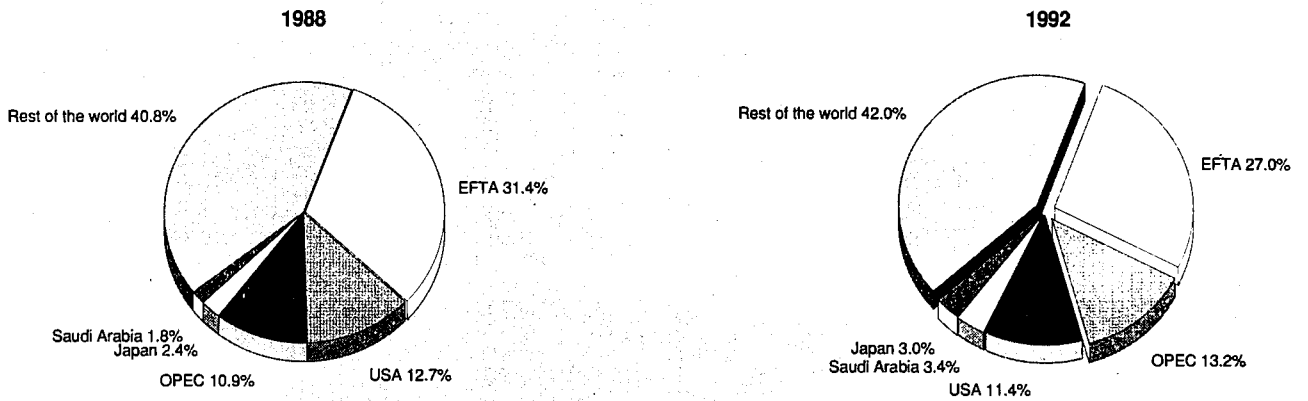 1988
Rest of the world 40.8%
EFTA 31.4%
Saudi Arabia 1.8%
Japan 2.4%
OPEC 10.9%
USA 12.7%
1992
Rest of the world 42.0%
EFTA 27.0%
Japan 3.0%
Saudi Arabia 3.4%
USA 11.4%
OPEC 13.2%